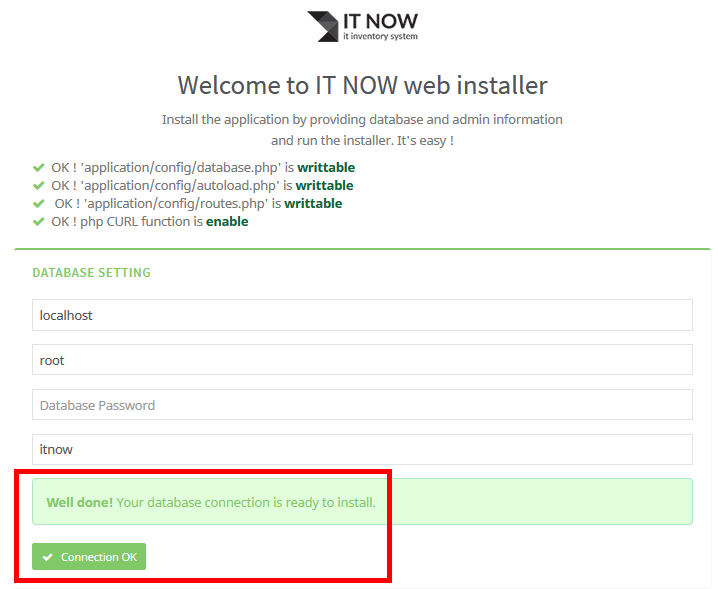 IT NOW
it inventory system
Welcome to IT NOW web installer
Install the application by providing database and admin information
and run the installer. It's easy !
OK ! 'application/config/database.php' is writtable
OK ! 'application/config/autoload.php' is writtable
OK ! 'application/config/routes.php' is writtable
OK ! php CURL function is enable
DATABASE SETTING
localhost
root
Database Password
itnow
Well done! Your database connection is ready to install.
Connection OK